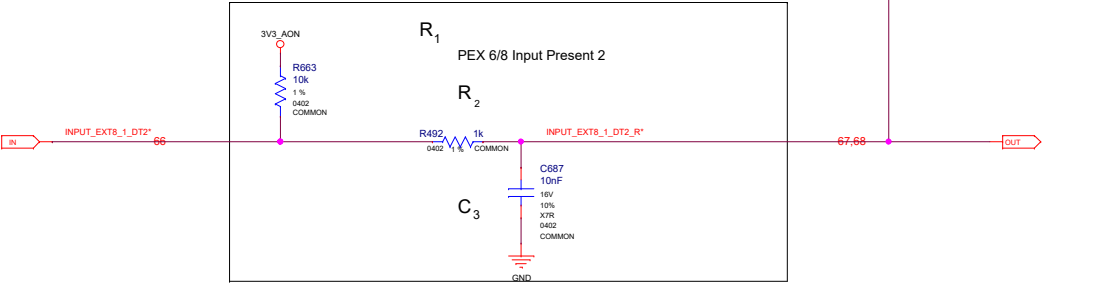 3V3_AON
R1
PEX 6/8 Input Present 2
R663
10k
1 %
0402
COMMON
R2
IN
INPUT_EXT8_1_DT2*
66
R492
1k
0402
1 %
COMMON
INPUT_EXT8_1_DT2_R*
67,68
OUT
C687
10nF
16V
10%
X7R
0402
COMMON
C3
GND